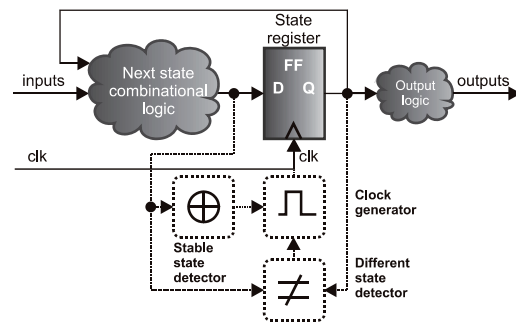 State
register
Next state
combinational
logic
inputs
FF
D Q
Output
logic
outputs
clk
clk
Stable
state
detector
Clock
generator
Different
state
detector